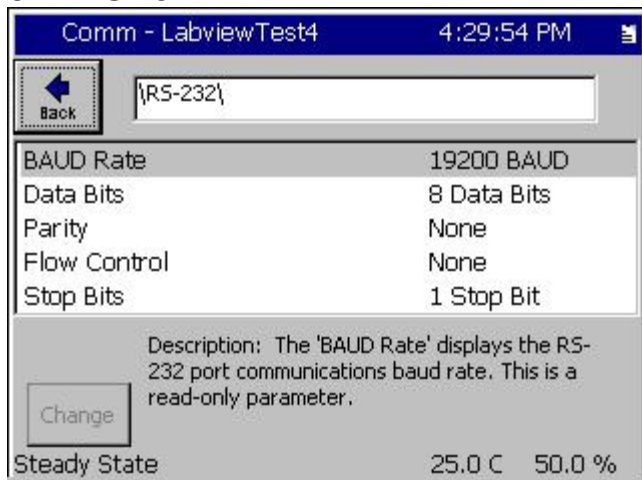 Comm - LabviewTest4 4:29:54 PM
Back
\RS-232\
BAUD Rate 19200 BAUD
Data Bits 8 Data Bits
Parity None
Flow Control None
Stop Bits 1 Stop Bit
Description: The 'BAUD Rate' displays the RS-
232 port communications baud rate. This is a
read-only parameter.
Change
Steady State 25.0 C 50.0 %